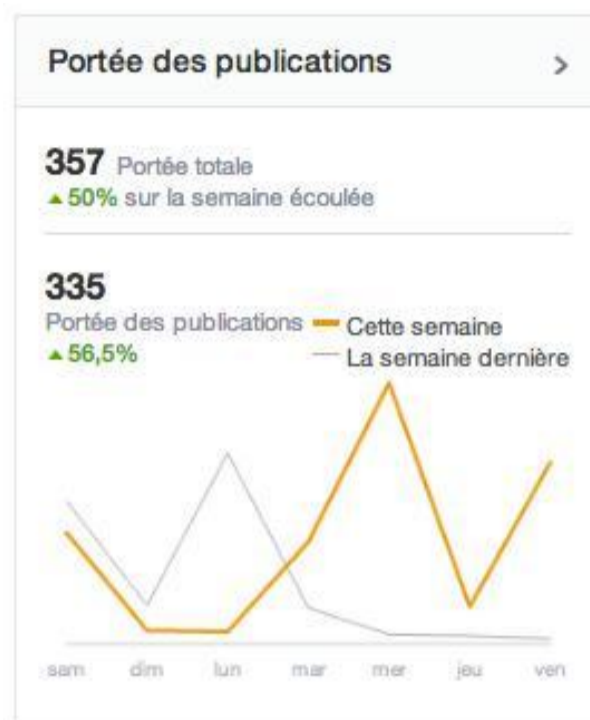 Portée des publications
357 Portée totale
50% sur la semaine écoulée
335
Portée des publications
56,5%
Cette semaine
La semaine dernière
sam dim lun mar mer jeu ven